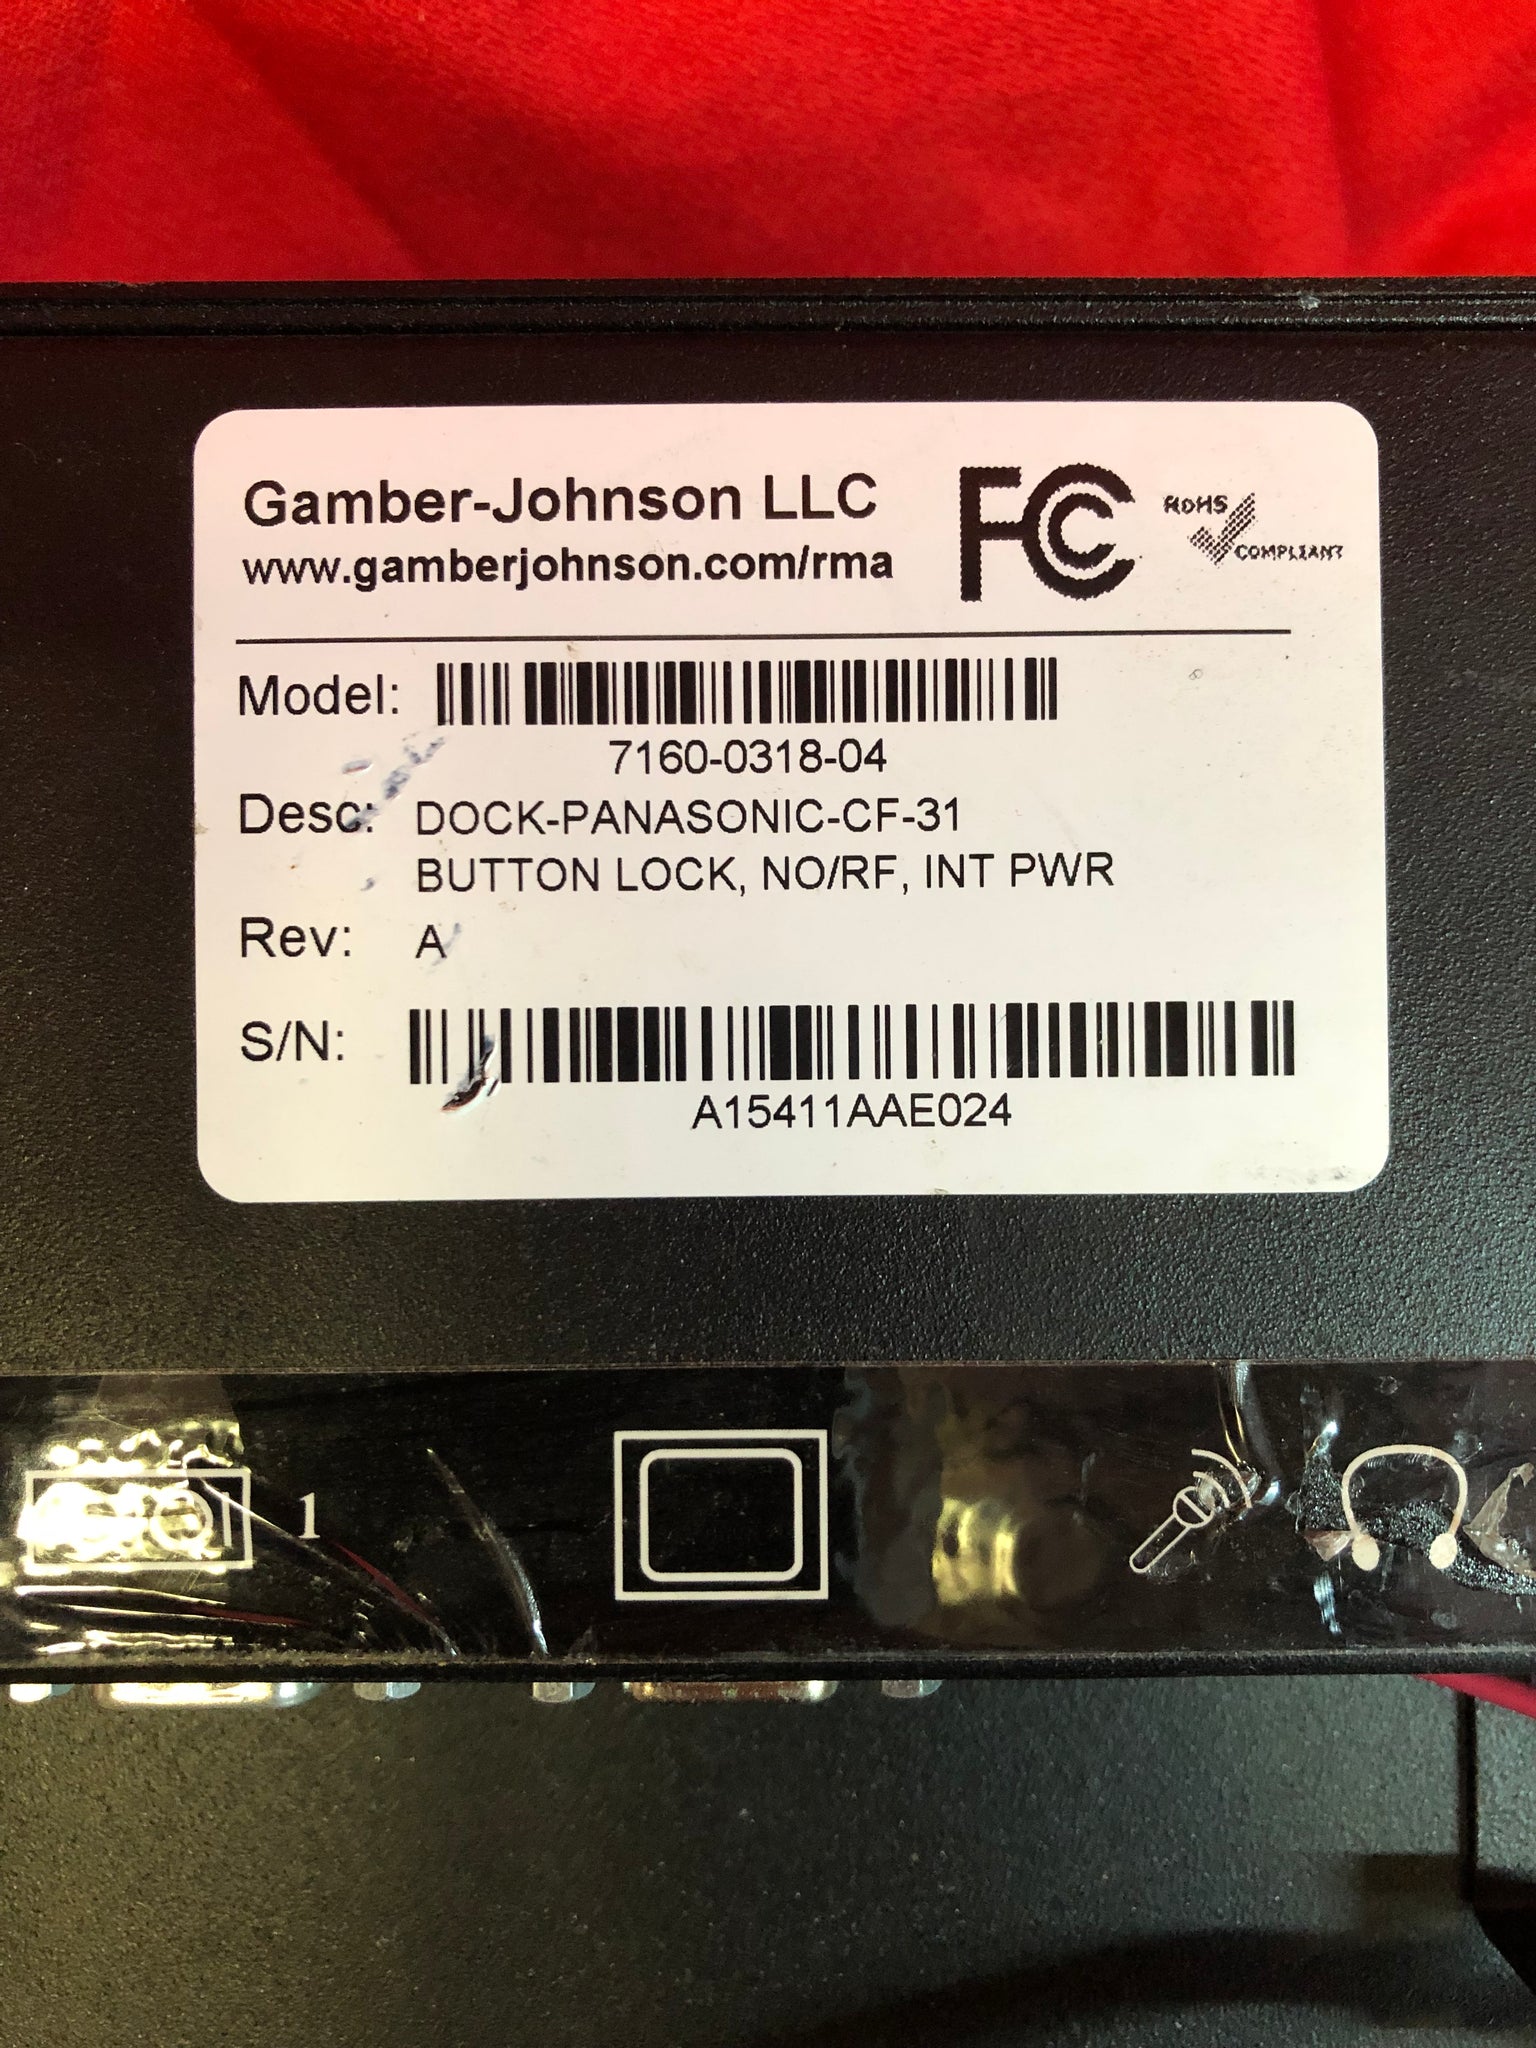 Gamber-Johnson LLC
www.gamberjohnson.com/rma
FC
RoHS
COMPLIANT
Model:
7160-0318-04
Desc: DOCK-PANASONIC-CF-31
BUTTON LOCK, NO/RF, INT PWR
Rev: A
S/N:
A15411AAE024
1